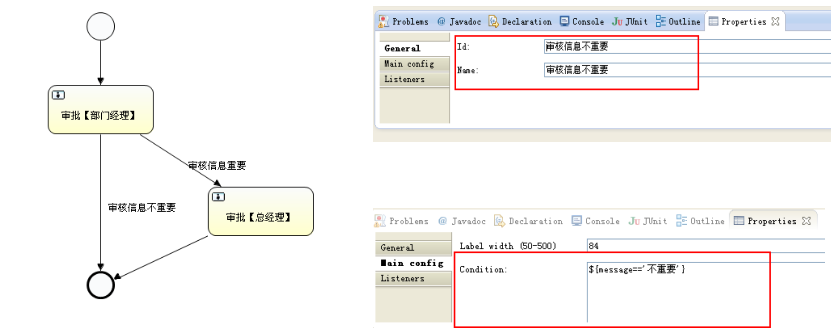 审批【部门经理】
审核信息重要
审核信息不重要
审批【总经理】
Problems @ Javadoc Declaration Console Ju JUnit Outline Properties
General
Main config
Listeners
Id: 审核信息不重要
Name: 审核信息不重要
Problems @ Javadoc Declaration Console Ju JUnit Outline Properties
General
Main config
Listeners
Label width (50-500) 84
Condition: ${message=='不重要'}